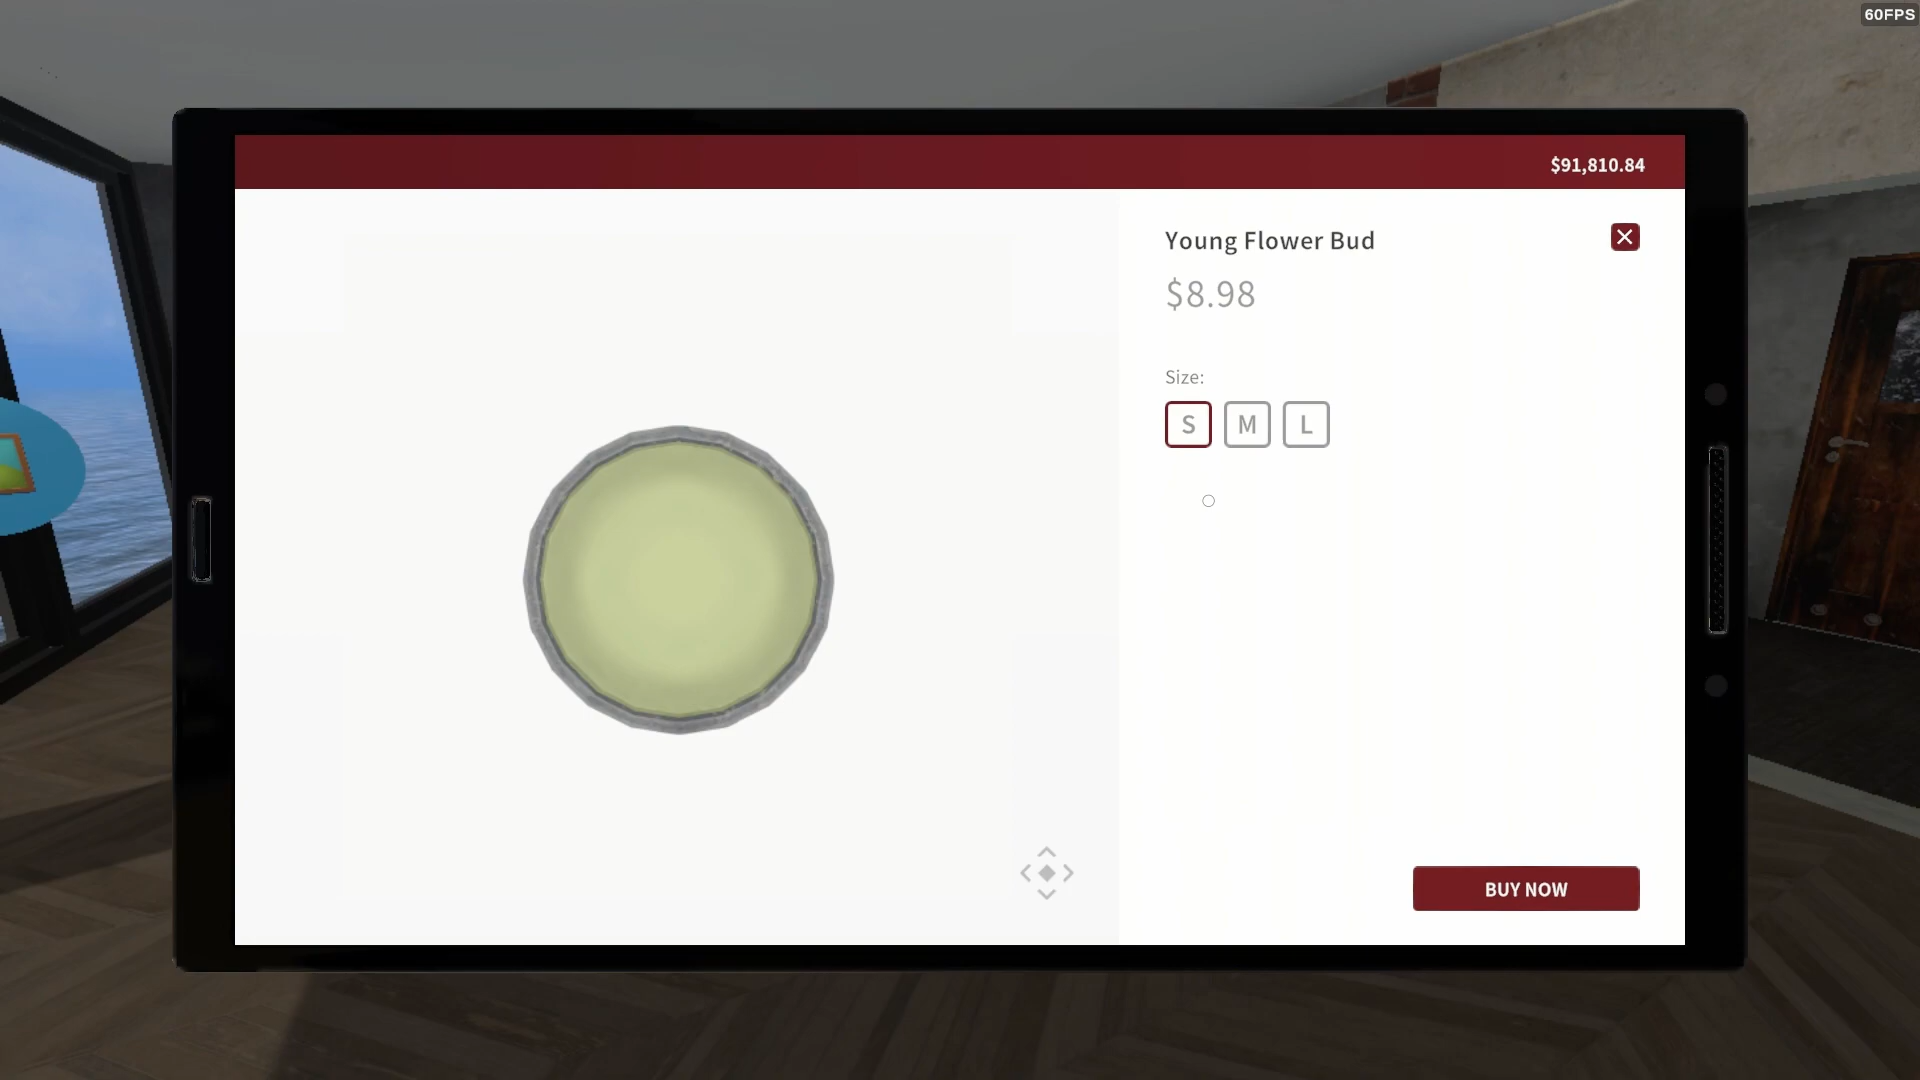 60FPS
$91,810.84
Young Flower Bud
$8.98
Size:
S M L
BUY NOW